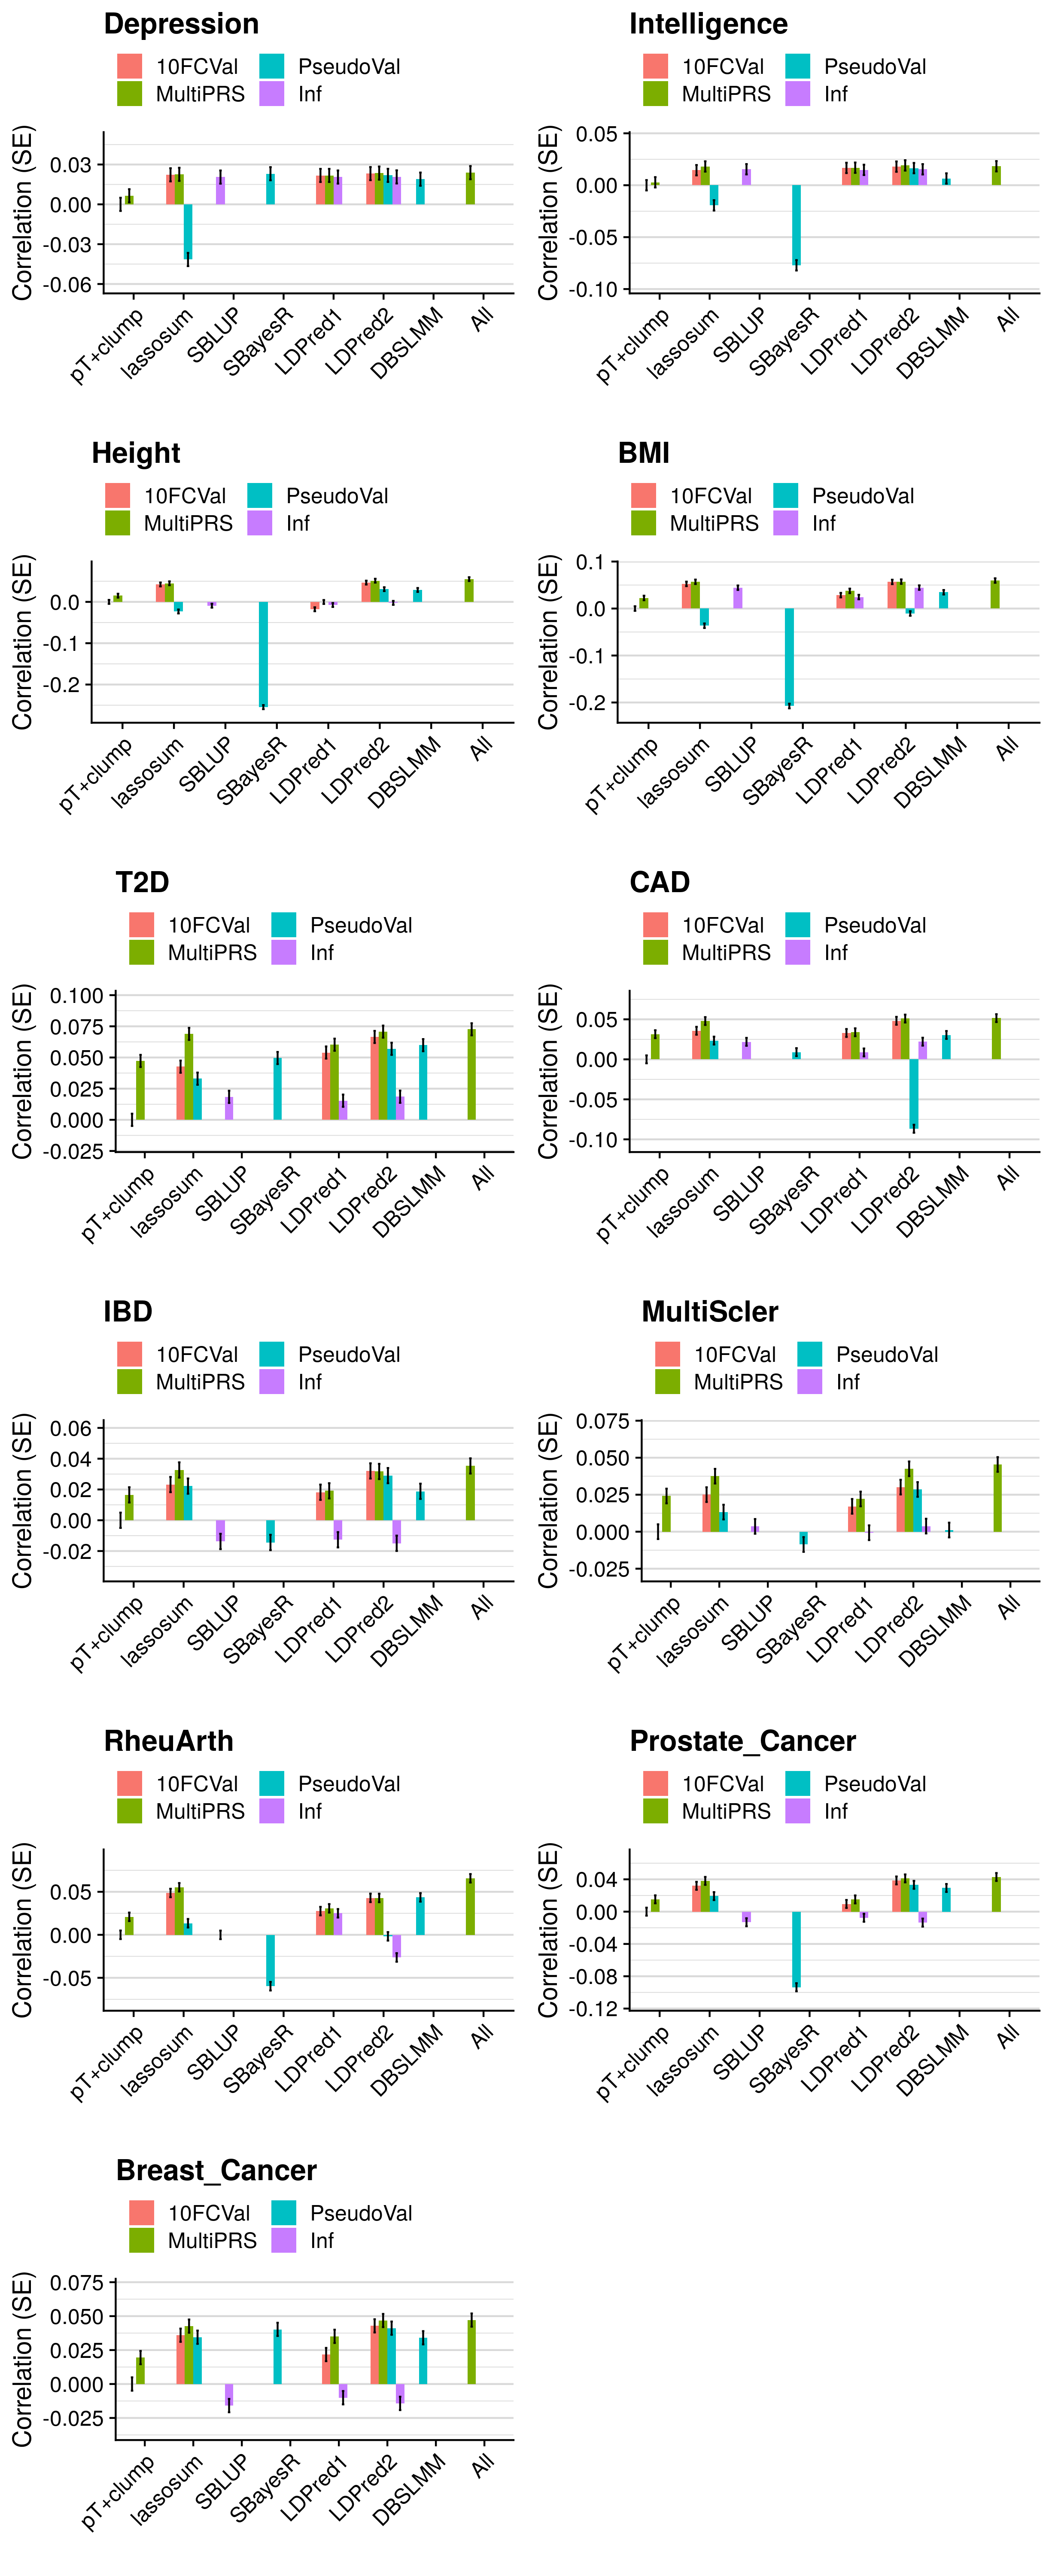 Depression
10FCVal PseudoVal
MultiPRS Inf
Correlation (SE)
0.03
0.00
-0.03
-0.06
pT+clump lassosum SBLUP SBayesR LDPred1 LDPred2 DBSLMM All
Intelligence
10FCVal PseudoVal
MultiPRS Inf
Correlation (SE)
0.05
0.00
-0.05
-0.10
pT+clump lassosum SBLUP SBayesR LDPred1 LDPred2 DBSLMM All
Height
10FCVal PseudoVal
MultiPRS Inf
Correlation (SE)
0.0
-0.1
-0.2
pT+clump lassosum SBLUP SBayesR LDPred1 LDPred2 DBSLMM All
BMI
10FCVal PseudoVal
MultiPRS Inf
Correlation (SE)
0.1
0.0
-0.1
-0.2
pT+clump lassosum SBLUP SBayesR LDPred1 LDPred2 DBSLMM All
T2D
10FCVal PseudoVal
MultiPRS Inf
Correlation (SE)
0.100
0.075
0.050
0.025
0.000
-0.025
pT+clump lassosum SBLUP SBayesR LDPred1 LDPred2 DBSLMM All
CAD
10FCVal PseudoVal
MultiPRS Inf
Correlation (SE)
0.05
0.00
-0.05
-0.10
pT+clump lassosum SBLUP SBayesR LDPred1 LDPred2 DBSLMM All
IBD
10FCVal PseudoVal
MultiPRS Inf
Correlation (SE)
0.06
0.04
0.02
0.00
-0.02
pT+clump lassosum SBLUP SBayesR LDPred1 LDPred2 DBSLMM All
MultiScler
10FCVal PseudoVal
MultiPRS Inf
Correlation (SE)
0.075
0.050
0.025
0.000
-0.025
pT+clump lassosum SBLUP SBayesR LDPred1 LDPred2 DBSLMM All
RheuArth
10FCVal PseudoVal
MultiPRS Inf
Correlation (SE)
0.05
0.00
-0.05
pT+clump lassosum SBLUP SBayesR LDPred1 LDPred2 DBSLMM All
Prostate_Cancer
10FCVal PseudoVal
MultiPRS Inf
Correlation (SE)
0.04
0.00
-0.04
-0.08
-0.12
pT+clump lassosum SBLUP SBayesR LDPred1 LDPred2 DBSLMM All
Breast_Cancer
10FCVal PseudoVal
MultiPRS Inf
Correlation (SE)
0.075
0.050
0.025
0.000
-0.025
pT+clump lassosum SBLUP SBayesR LDPred1 LDPred2 DBSLMM All